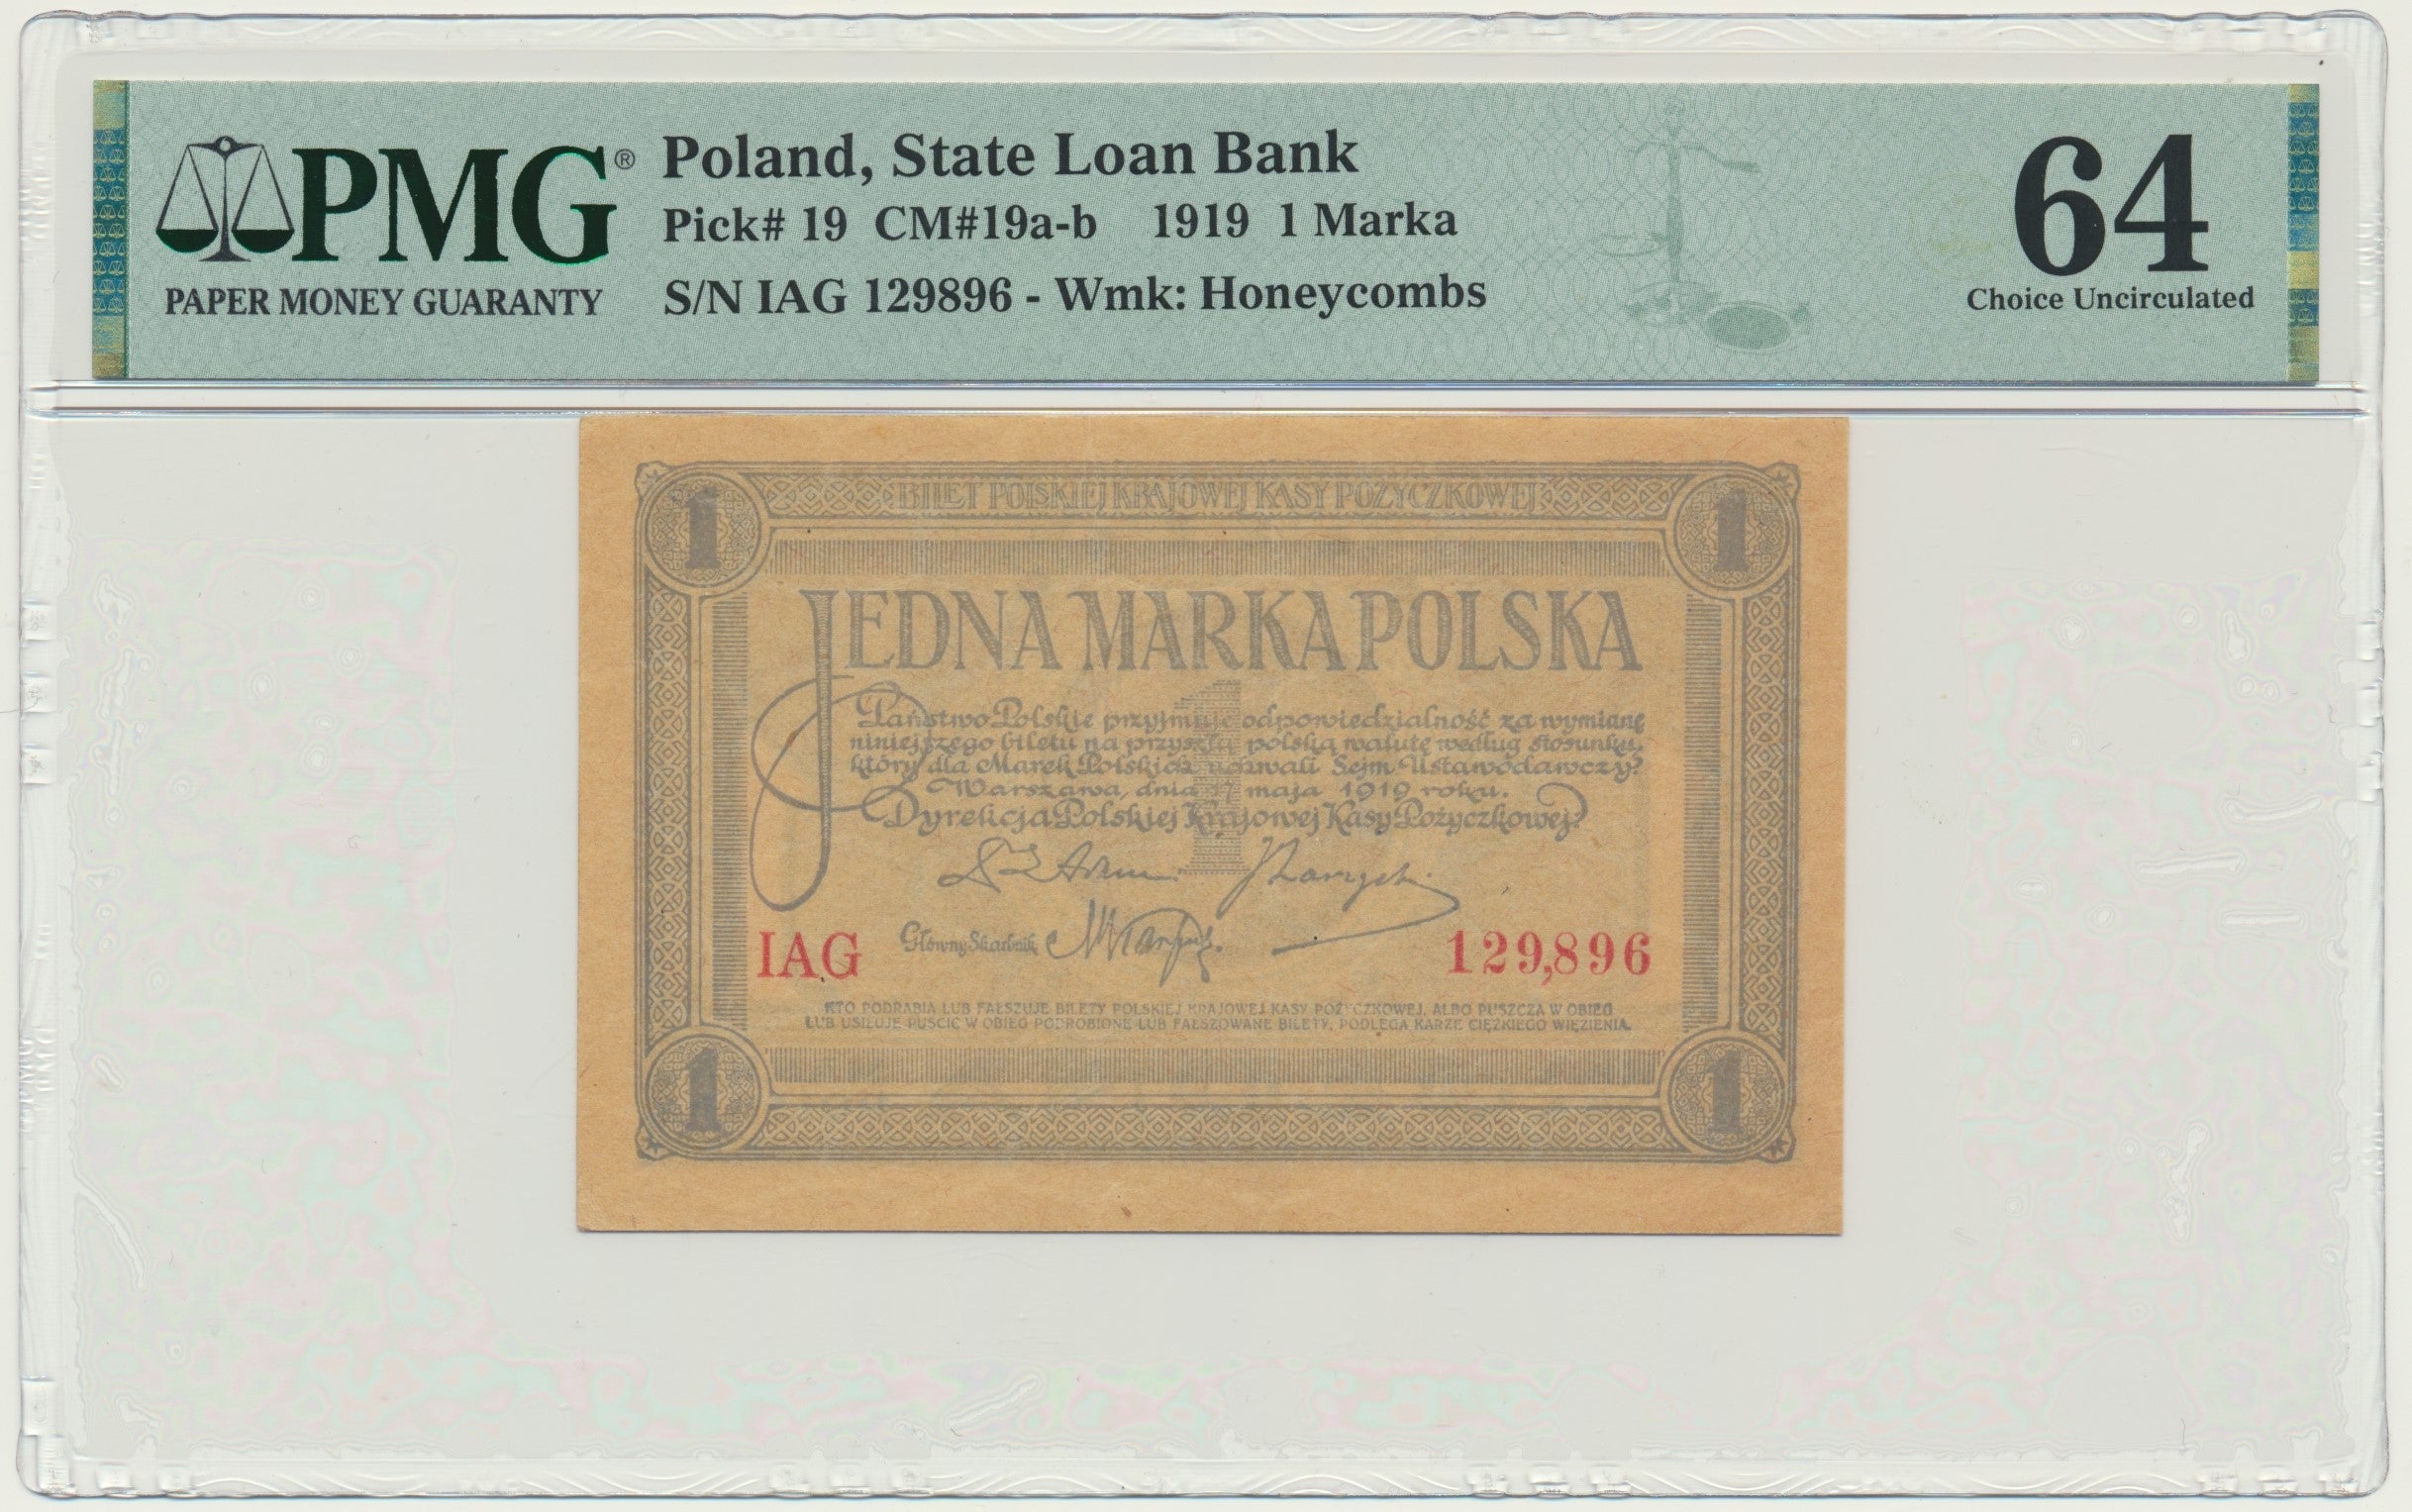 PMG®
PAPER MONEY GUARANTY
Poland, State Loan Bank
Pick# 19 CM#19a-b 1919 1 Marka
S/N IAG 129896 - Wmk: Honeycombs
64
Choice Uncirculated
1 BILET POLSKIEJ KRAJOWEJ KASY POŻYCZKOWEJ 1
JEDNA MARKA POLSKA
1
Państwo Polskie przyjmuje odpowiedzialność za wymianę
niniejszego biletu na przyszłą polską walutę według stosunku,
który dla Marek Polskich uchwali Sejm Ustawodawczy
Warszawa, dnia 17 maja 1919 roku.
Dyrekcja Polskiej Krajowej Kasy Pożyczkowej
Główny Skarbnik
IAG 129,896
KTO PODRABIA LUB FAŁSZUJE BILETY POLSKIEJ KRAJOWEJ KASY POŻYCZKOWEJ, ALBO PUSZCZA W OBIEG
LUB USIŁUJE PUŚCIĆ W OBIEG PODROBIONE LUB FAŁSZOWANE BILETY, PODLEGA KARZE CIĘŻKIEGO WIĘZIENIA.
1 1